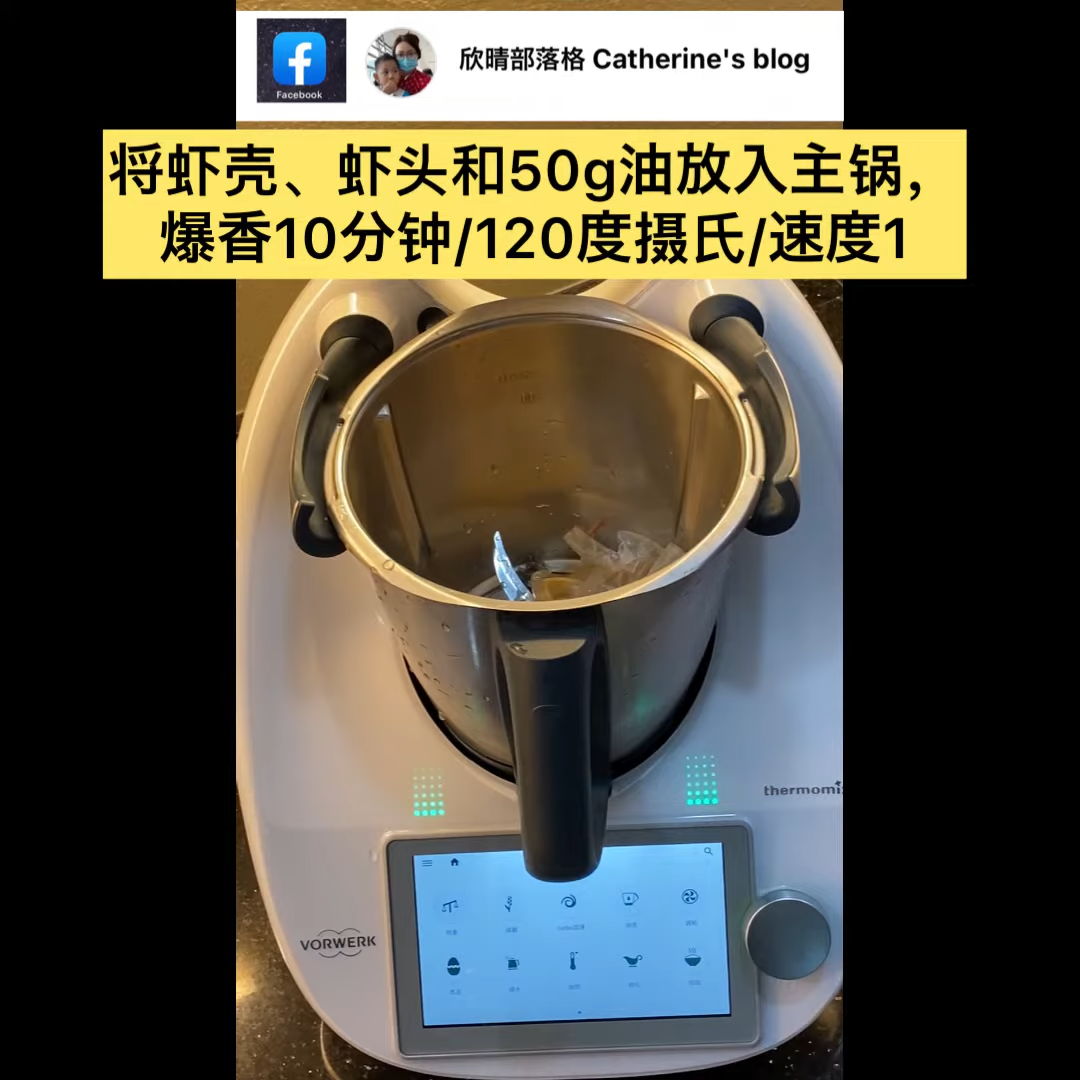 Facebook
欣晴部落格 Catherine's blog
将虾壳、虾头和50g油放入主锅，
爆香10分钟/120度摄氏/速度1
thermomi
VORWERK